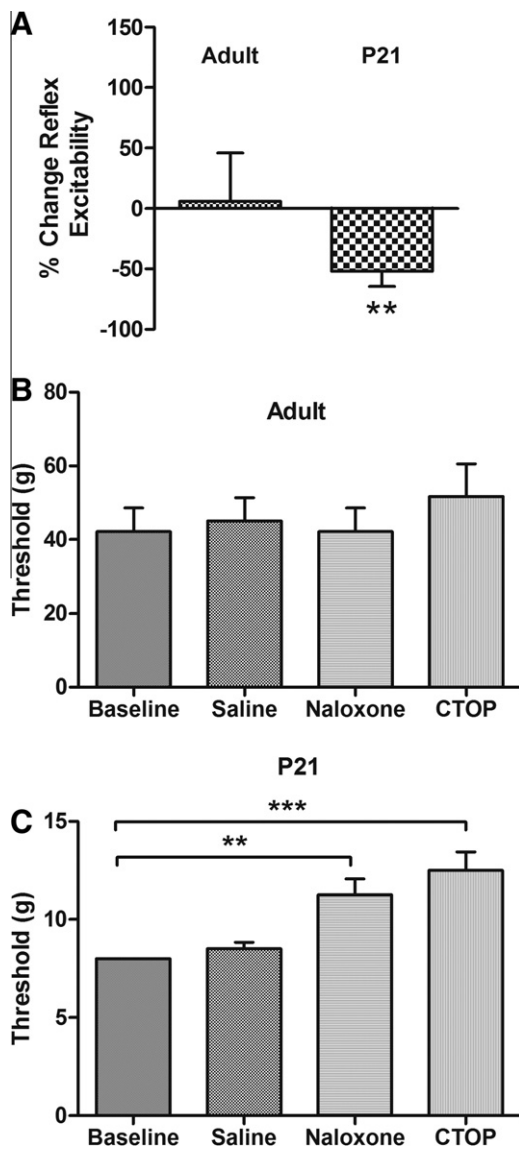 A
Adult
P21
% Change Reflex
Excitability
150
100
50
0
-50
-100
**
B
Adult
Threshold (g)
80
60
40
20
0
Baseline
Saline
Naloxone
CTOP
P21
C
***
**
Threshold (g)
15
10
5
0
Baseline
Saline
Naloxone
CTOP